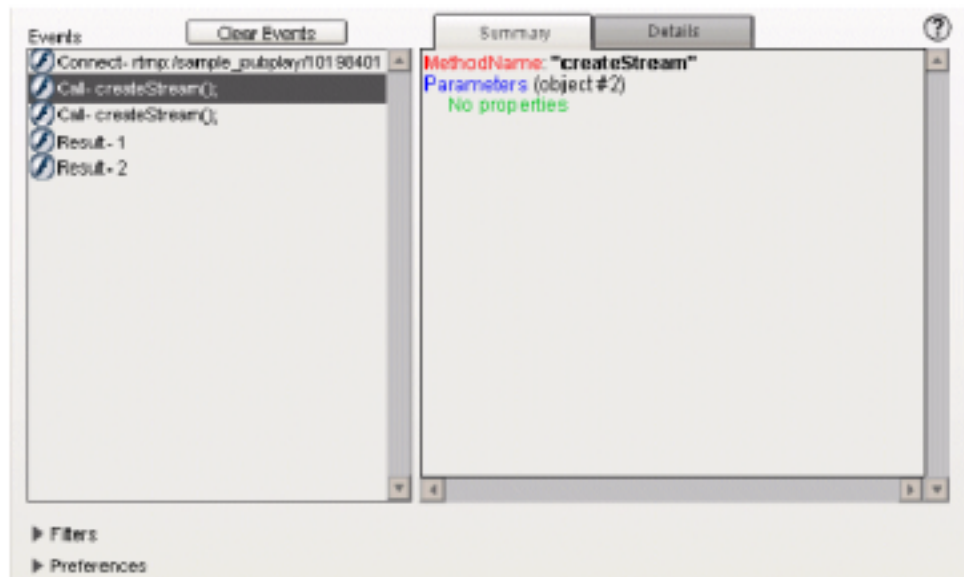 Events
Clear Events
Connect- rtmp:/sample_pubplay/10198401
Call- createStream();
Call- createStream();
Result- 1
Result- 2
Summary
Details
?
MethodName: "createStream"
Parameters (object #2)
No properties
Filters
Preferences